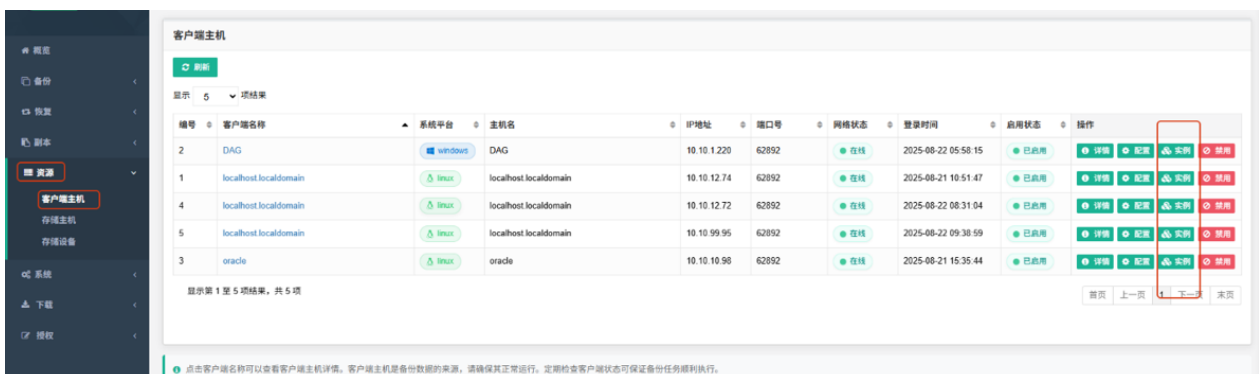 概览
备份
恢复
副本
资源
客户端主机
存储主机
存储设备
系统
下载
授权
客户端主机
刷新
显示 5 项结果
编号 客户端名称 系统平台 主机名 IP地址 端口号 网络状态 登录时间 启用状态 操作
2 DAG windows DAG 10.10.1.220 62892 在线 2025-08-22 05:58:15 已启用 详情 配置 实例 禁用
1 localhost.localdomain linux localhost.localdomain 10.10.12.74 62892 在线 2025-08-21 10:51:47 已启用 详情 配置 实例 禁用
4 localhost.localdomain linux localhost.localdomain 10.10.12.72 62892 在线 2025-08-22 08:31:04 已启用 详情 配置 实例 禁用
5 localhost.localdomain linux localhost.localdomain 10.10.99.95 62892 在线 2025-08-22 09:38:59 已启用 详情 配置 实例 禁用
3 oracle linux oracle 10.10.10.98 62892 在线 2025-08-21 15:35:44 已启用 详情 配置 实例 禁用
显示第 1 至 5 项结果，共 5 项
首页 上一页 1 下一页 末页
点击客户端名称可以查看客户端主机详情。客户端主机是备份数据的来源，请确保其正常运行。定期检查客户端状态可保证备份任务顺利执行。